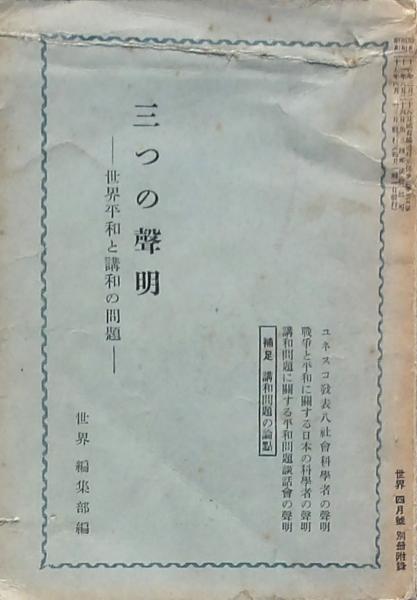 世界 四月號 別冊附録
三つの聲明
——世界平和と講和の問題——
ユネスコ發表八社會科學者の聲明
戰爭と平和に關する日本の科學者の聲明
講和問題に關する平和問題談話會の聲明
補足 講和問題の論點
世界 編集部編